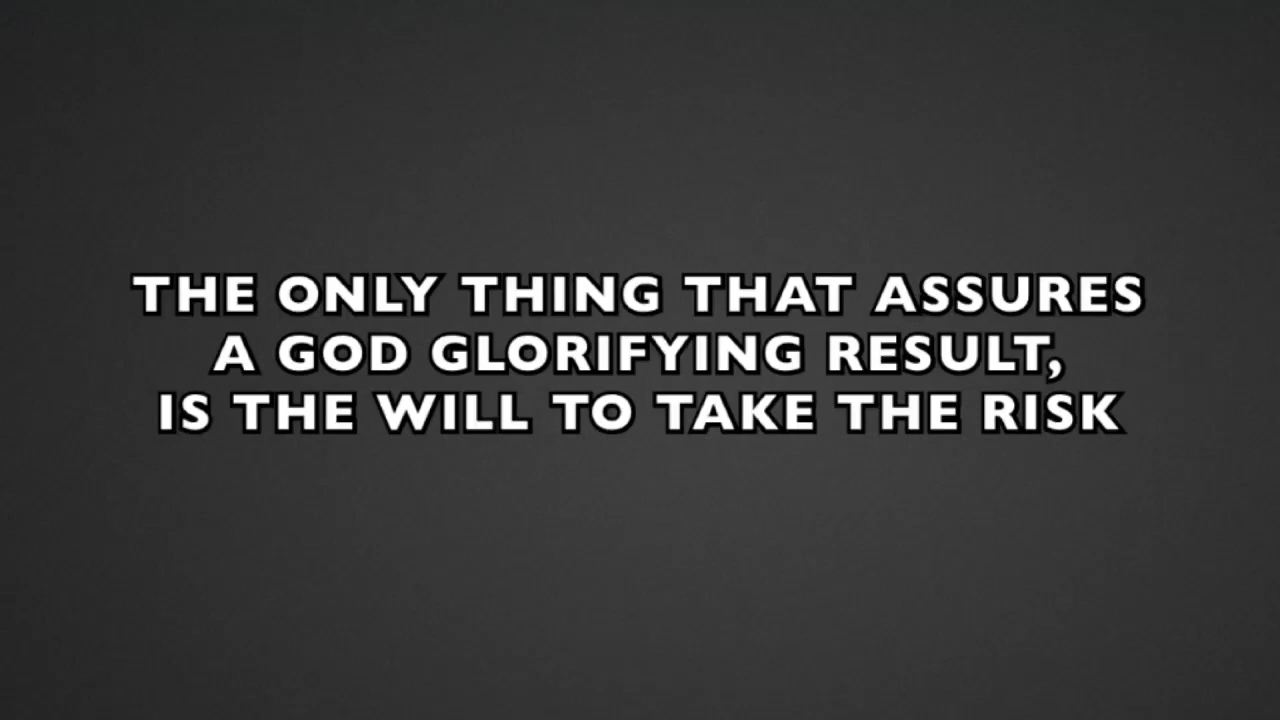 THE ONLY THING THAT ASSURES
A GOD GLORIFYING RESULT,
IS THE WILL TO TAKE THE RISK